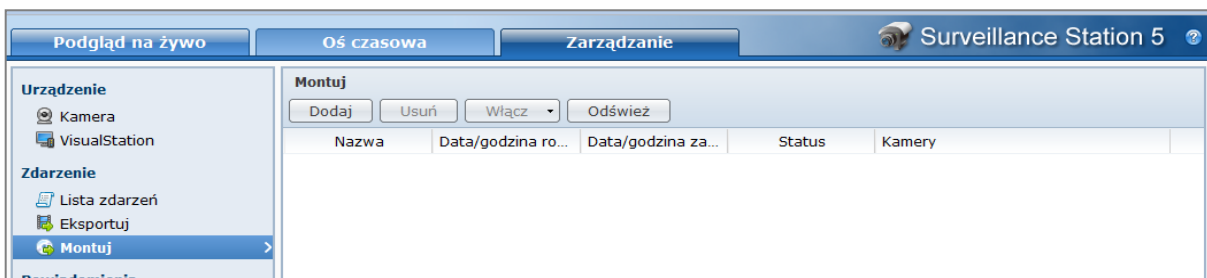 Podgląd na żywo Oś czasowa Zarządzanie Surveillance Station 5 ?
Urządzenie
Kamera
VisualStation
Zdarzenie
Lista zdarzeń
Eksportuj
Montuj
Montuj
Dodaj Usuń Włącz Odśwież
Nazwa Data/godzina ro... Data/godzina za... Status Kamery